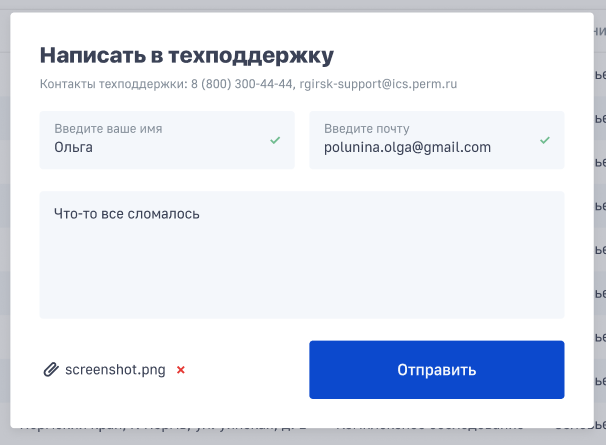 Написать в техподдержку
Контакты техподдержки: 8 (800) 300-44-44, rgirsk-support@ics.perm.ru
Введите ваше имя
Ольга
Введите почту
polunina.olga@gmail.com
Что-то все сломалось
screenshot.png
Отправить